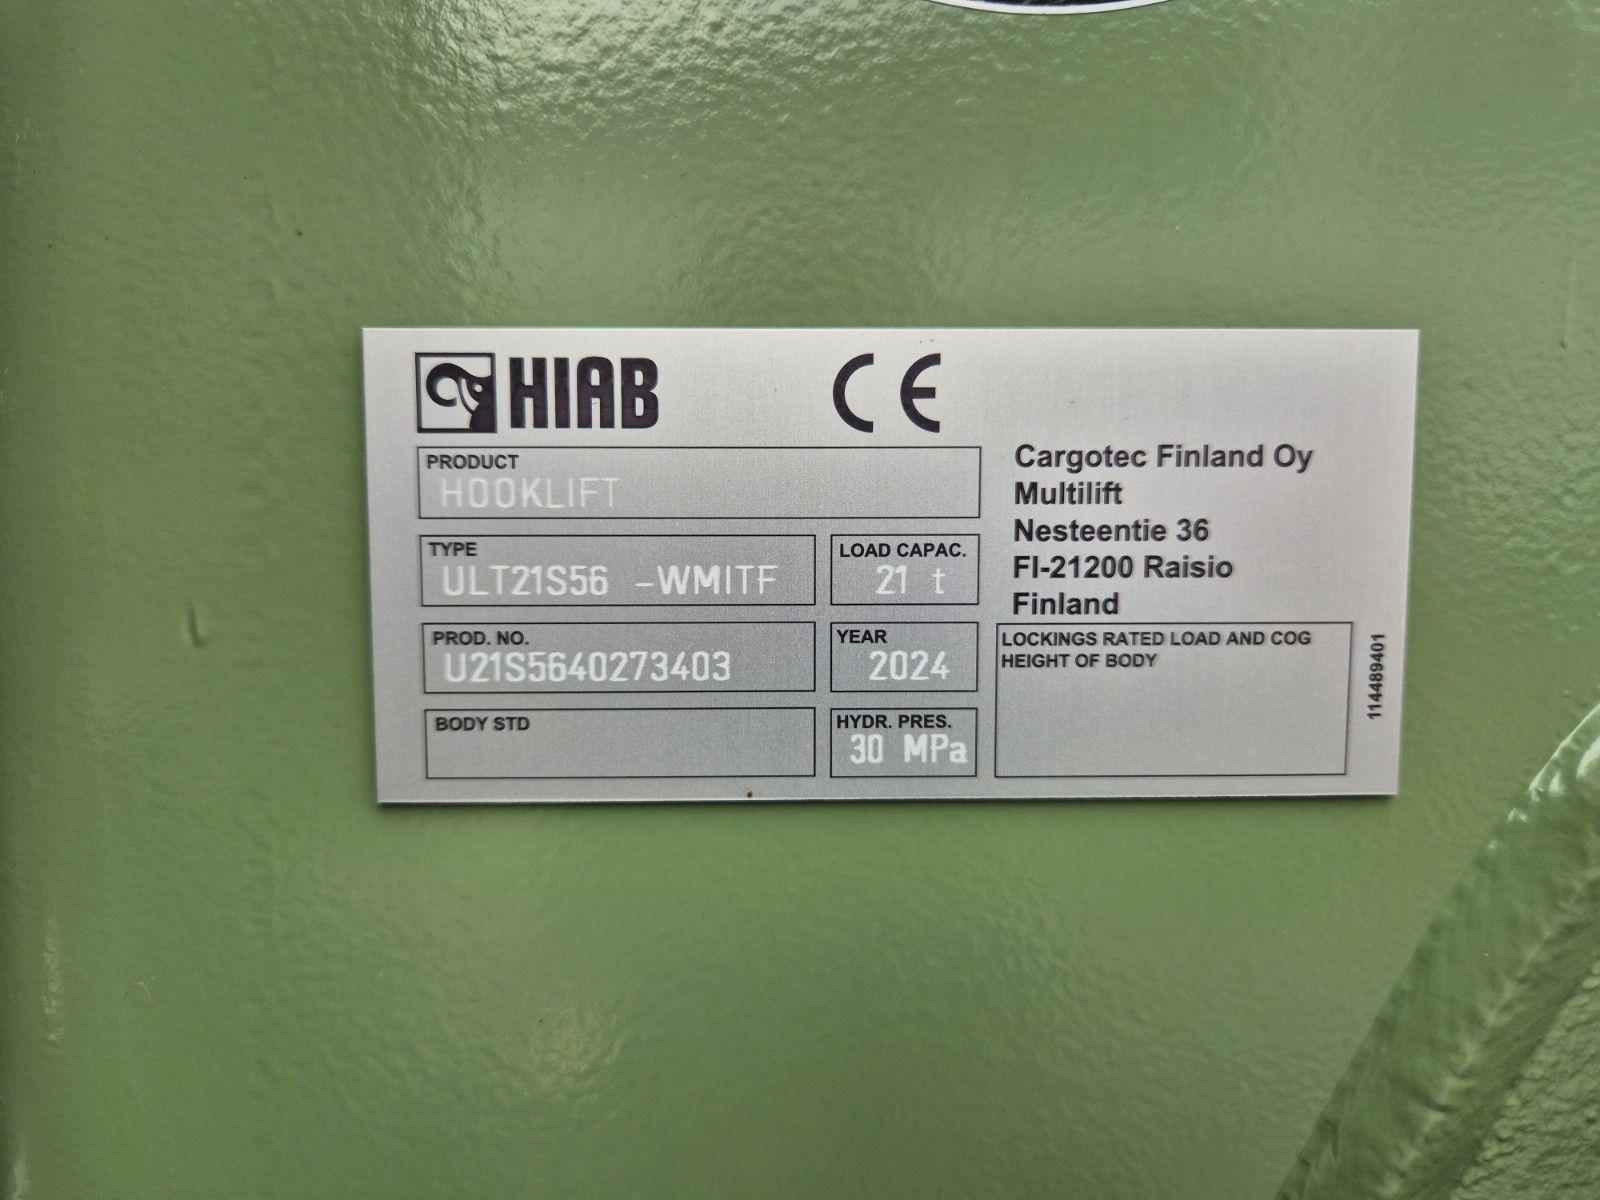 HIAB CE
PRODUCT
HOOKLIFT
TYPE
ULT21S56 -WMITF
LOAD CAPAC.
21 t
PROD. NO.
U21S5640273403
YEAR
2024
BODY STD
HYDR. PRES.
30 MPa
Cargotec Finland Oy
Multilift
Nesteentie 36
FI-21200 Raisio
Finland
LOCKINGS RATED LOAD AND COG
HEIGHT OF BODY
114489401